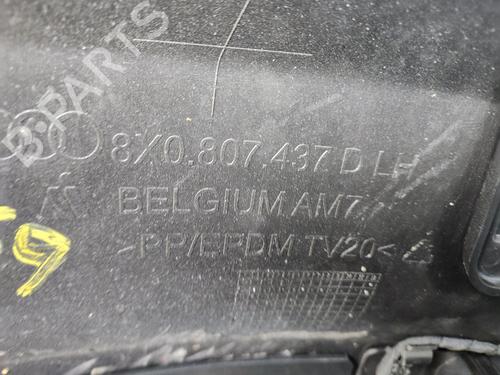 B-PARTS
8X0.807.437 D LH
BELGIUM AM7
>PP/EPDM TV20<